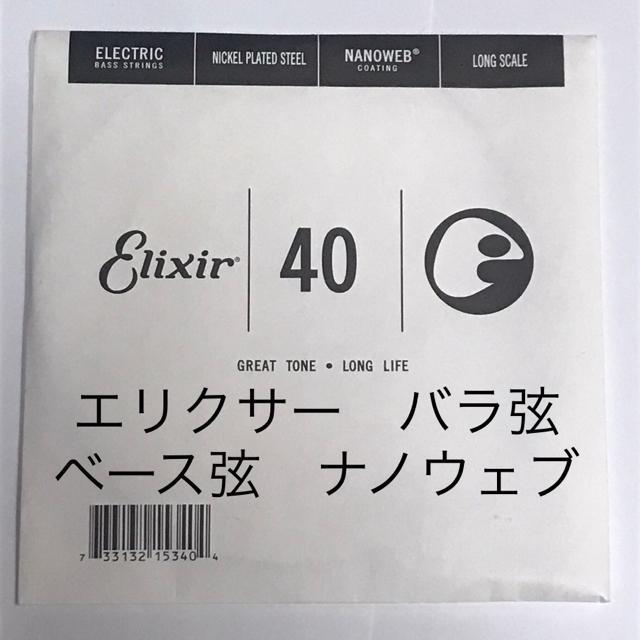 ELECTRIC
BASS STRINGS
NICKEL PLATED STEEL
NANOWEB®
COATING
LONG SCALE
Elixir®
40
GREAT TONE • LONG LIFE
エリクサー　バラ弦
ベース弦　ナノウェブ
7 33132 15340 4